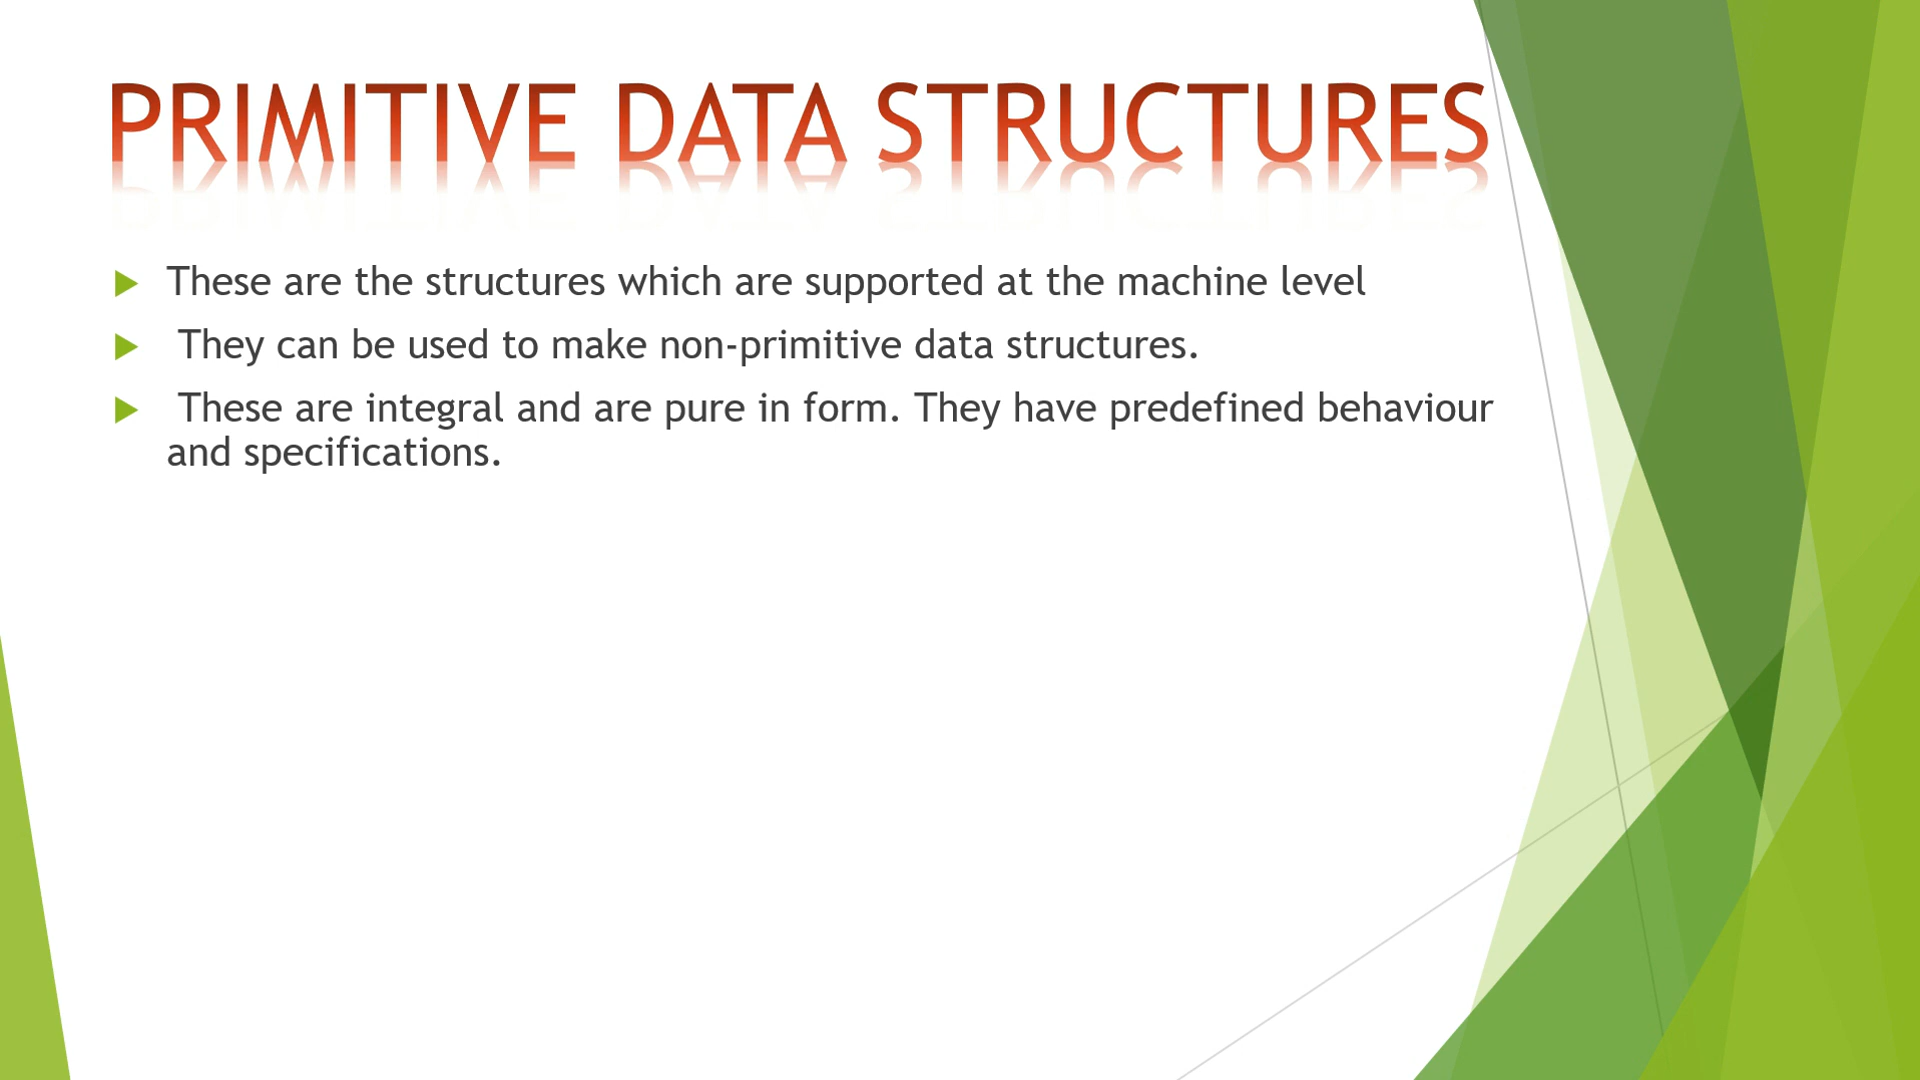 PRIMITIVE DATA STRUCTURES
These are the structures which are supported at the machine level
They can be used to make non-primitive data structures.
These are integral and are pure in form. They have predefined behaviour
and specifications.